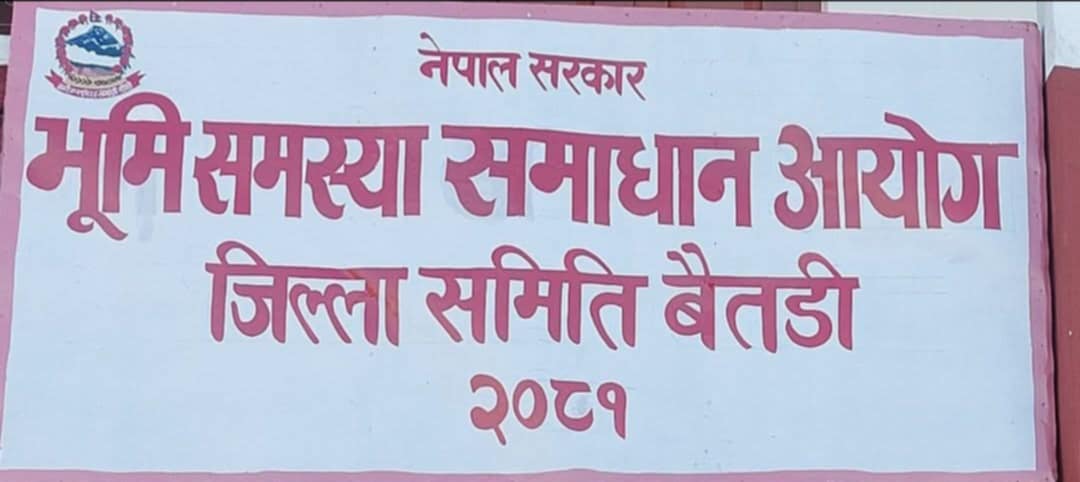 नेपाल सरकार
भूमि समस्या समाधान आयोग
जिल्ला समिति बैतडी
२०८१